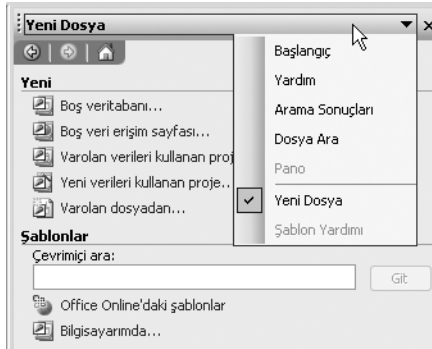 Yeni Dosya
Başlangıç
Yardım
Arama Sonuçları
Dosya Ara
Pano
Yeni Dosya
Şablon Yardımı
Yeni
Boş veritabanı...
Boş veri erişim sayfası...
Varolan verileri kullanan proj
Yeni verileri kullanan proje..
Varolan dosyadan...
Şablonlar
Çevrimiçi ara:
Git
Office Online'daki şablonlar
Bilgisayarımda...